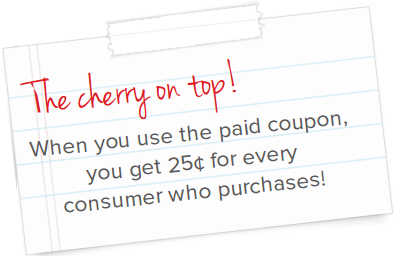 The cherry on top!
When you use the paid coupon,
you get 25¢ for every
consumer who purchases!